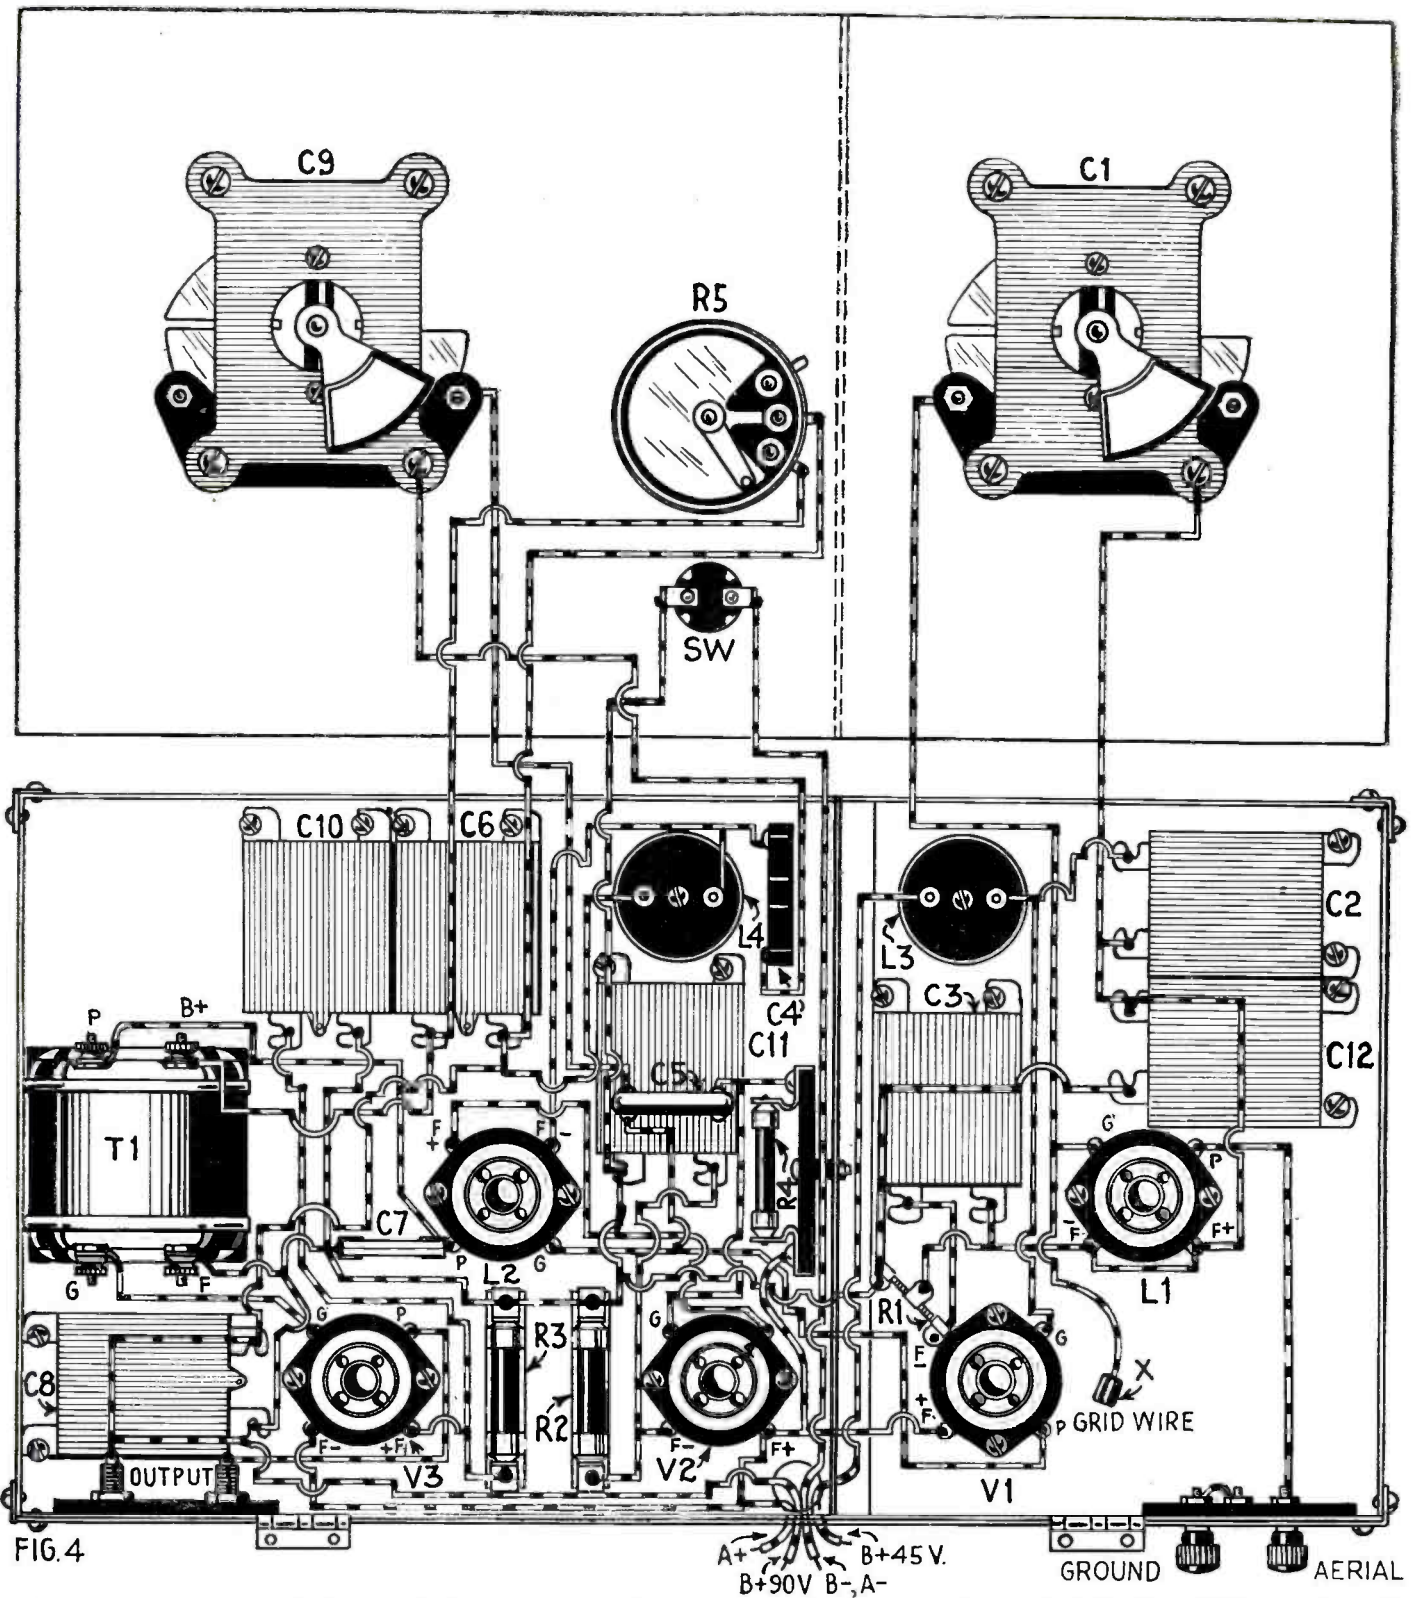 C9
C1
R5
SW
C10
C6
L4
C4
L3
C2
C3
C11
C12
C5
P
B+
T1
F
+
F
-
R4
G
P
C7
P
G
L2
-
F
F+
L1
G
F
G
P
R3
G
R1
F
-
G
X
C8
R2
+
F
P
GRID WIRE
F-
+F
V3
F-
V2
F+
V1
OUTPUT
FIG.4
A+
B+90V
B-, A-
B+45 V.
GROUND
AERIAL